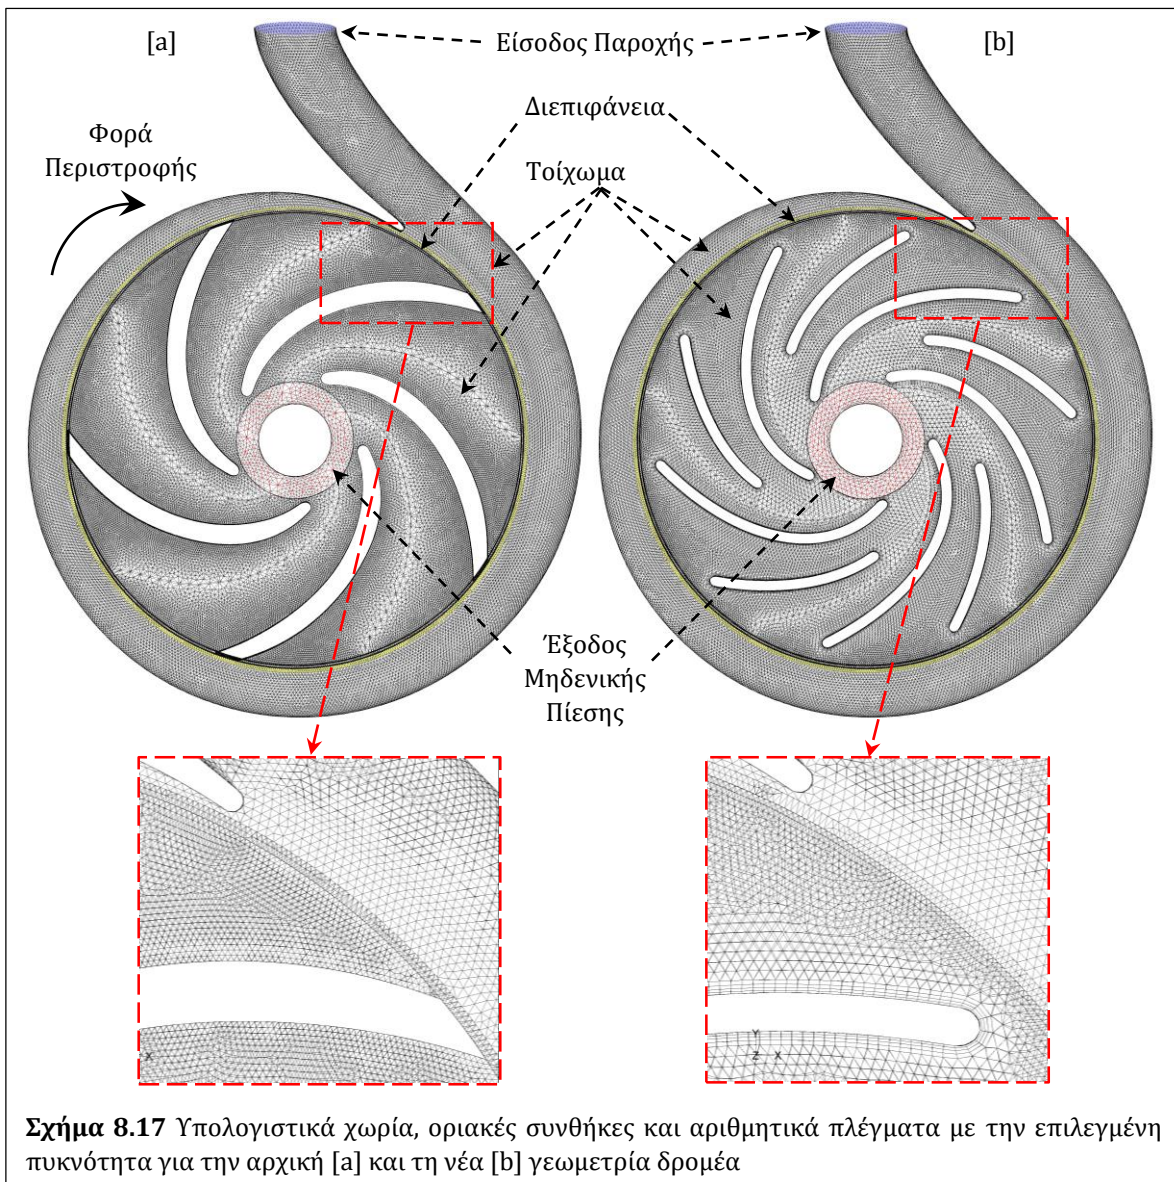 [a]
Είσοδος Παροχής
[b]
Διεπιφάνεια
Φορά
Περιστροφής
Τοίχωμα
Έξοδος
Μηδενικής
Πίεσης
X
Y
Z X
Σχήμα 8.17 Υπολογιστικά χωρία, οριακές συνθήκες και αριθμητικά πλέγματα με την επιλεγμένη
πυκνότητα για την αρχική [a] και τη νέα [b] γεωμετρία δρομέα